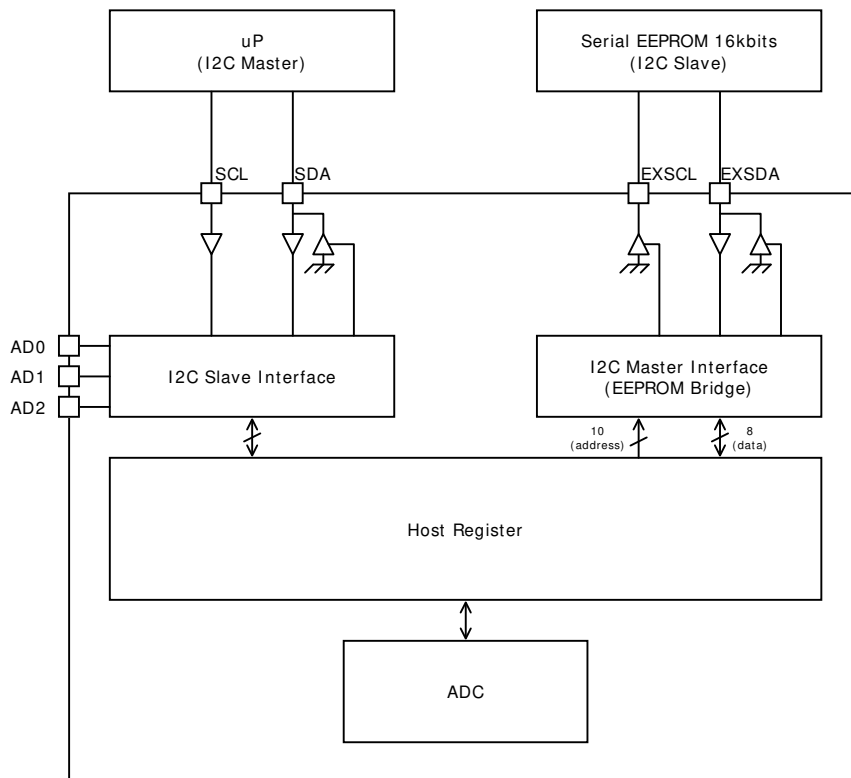 uP
(I2C Master)
Serial EEPROM 16kbits
(I2C Slave)
SCL
SDA
EXSCL
EXSDA
AD0
AD1
AD2
I2C Slave Interface
I2C Master Interface
(EEPROM Bridge)
10
(address)
8
(data)
Host Register
ADC